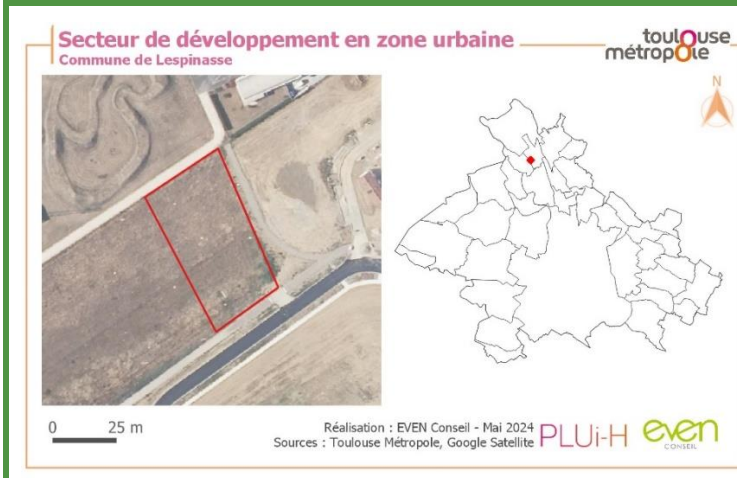 Secteur de développement en zone urbaine
Commune de Lespinasse
toulouse
métropole
N
0 25 m
Réalisation : EVEN Conseil - Mai 2024
Sources : Toulouse Métropole, Google Satellite
PLUi-H
even
CONSEIL